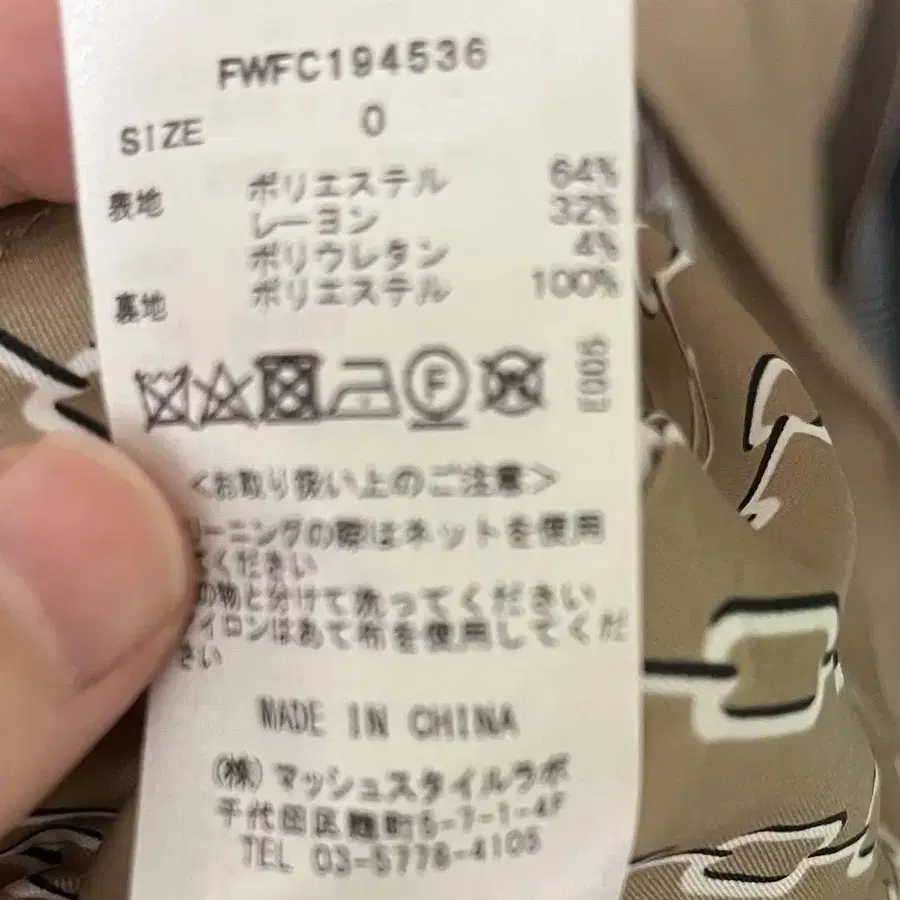 FWFC194536
SIZE 0
表地 ポリエステル 64%
レーヨン 32%
ポリウレタン 4%
裏地 ポリエステル 100%
F
E005
<お取り扱い上のご注意>
ーニングの際はネットを使用
ください
の物と分けて洗ってください
イロンはあて布を使用してくだ
さい
MADE IN CHINA
(株)マッシュスタイルラボ
千代田区麹町5-7-1-4F
TEL 03-5778-4105